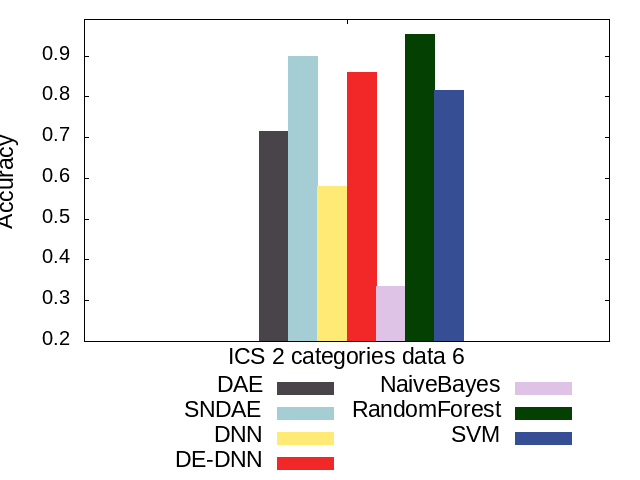 0.9
0.8
0.7
0.6
0.5
0.4
0.3
0.2
Accuracy
ICS 2 categories data 6
DAE
SNDAE
DNN
DE-DNN
NaiveBayes
RandomForest
SVM